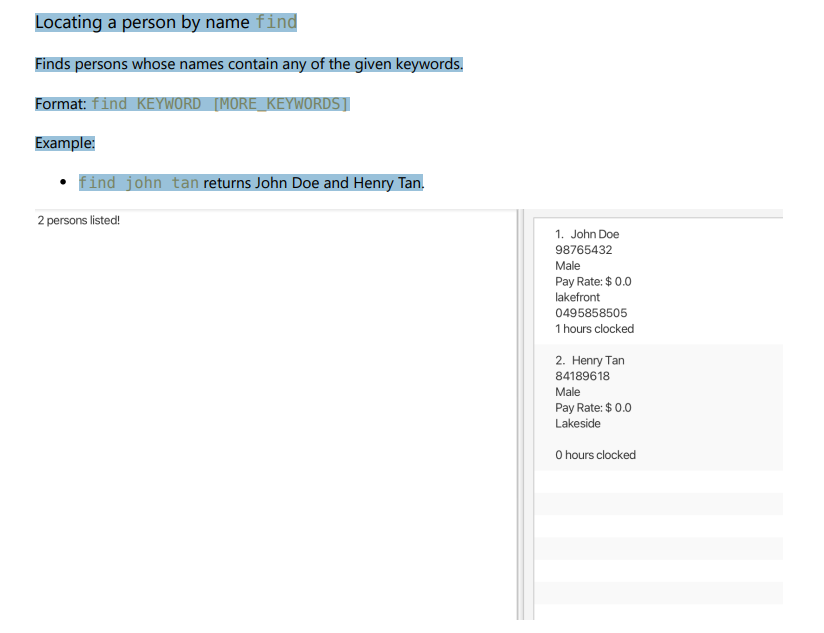 Locating a person by name find
Finds persons whose names contain any of the given keywords.
Format: find KEYWORD [MORE_KEYWORDS]
Example:
• find john tan returns John Doe and Henry Tan.
2 persons listed!
1. John Doe
98765432
Male
Pay Rate: $ 0.0
lakefront
0495858505
1 hours clocked
2. Henry Tan
84189618
Male
Pay Rate: $ 0.0
Lakeside
0 hours clocked